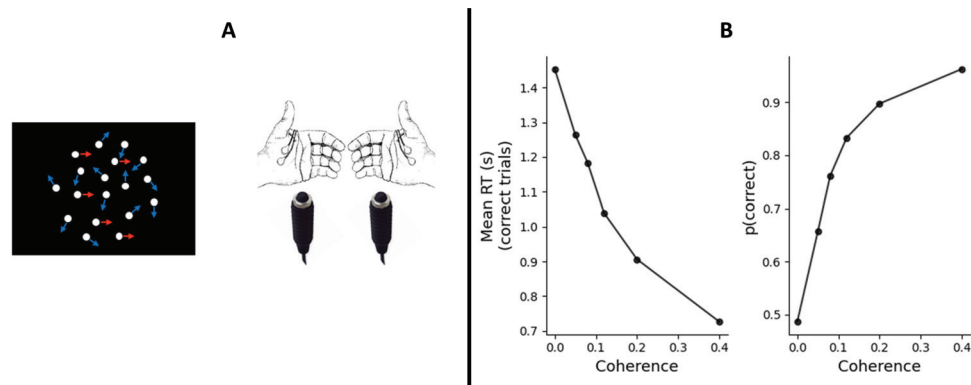 A
B
Mean RT (s)
(correct trials)
1.4
1.3
1.2
1.1
1.0
0.9
0.8
0.7
0.0 0.1 0.2 0.3 0.4
Coherence
p(correct)
0.9
0.8
0.7
0.6
0.5
0.0 0.1 0.2 0.3 0.4
Coherence